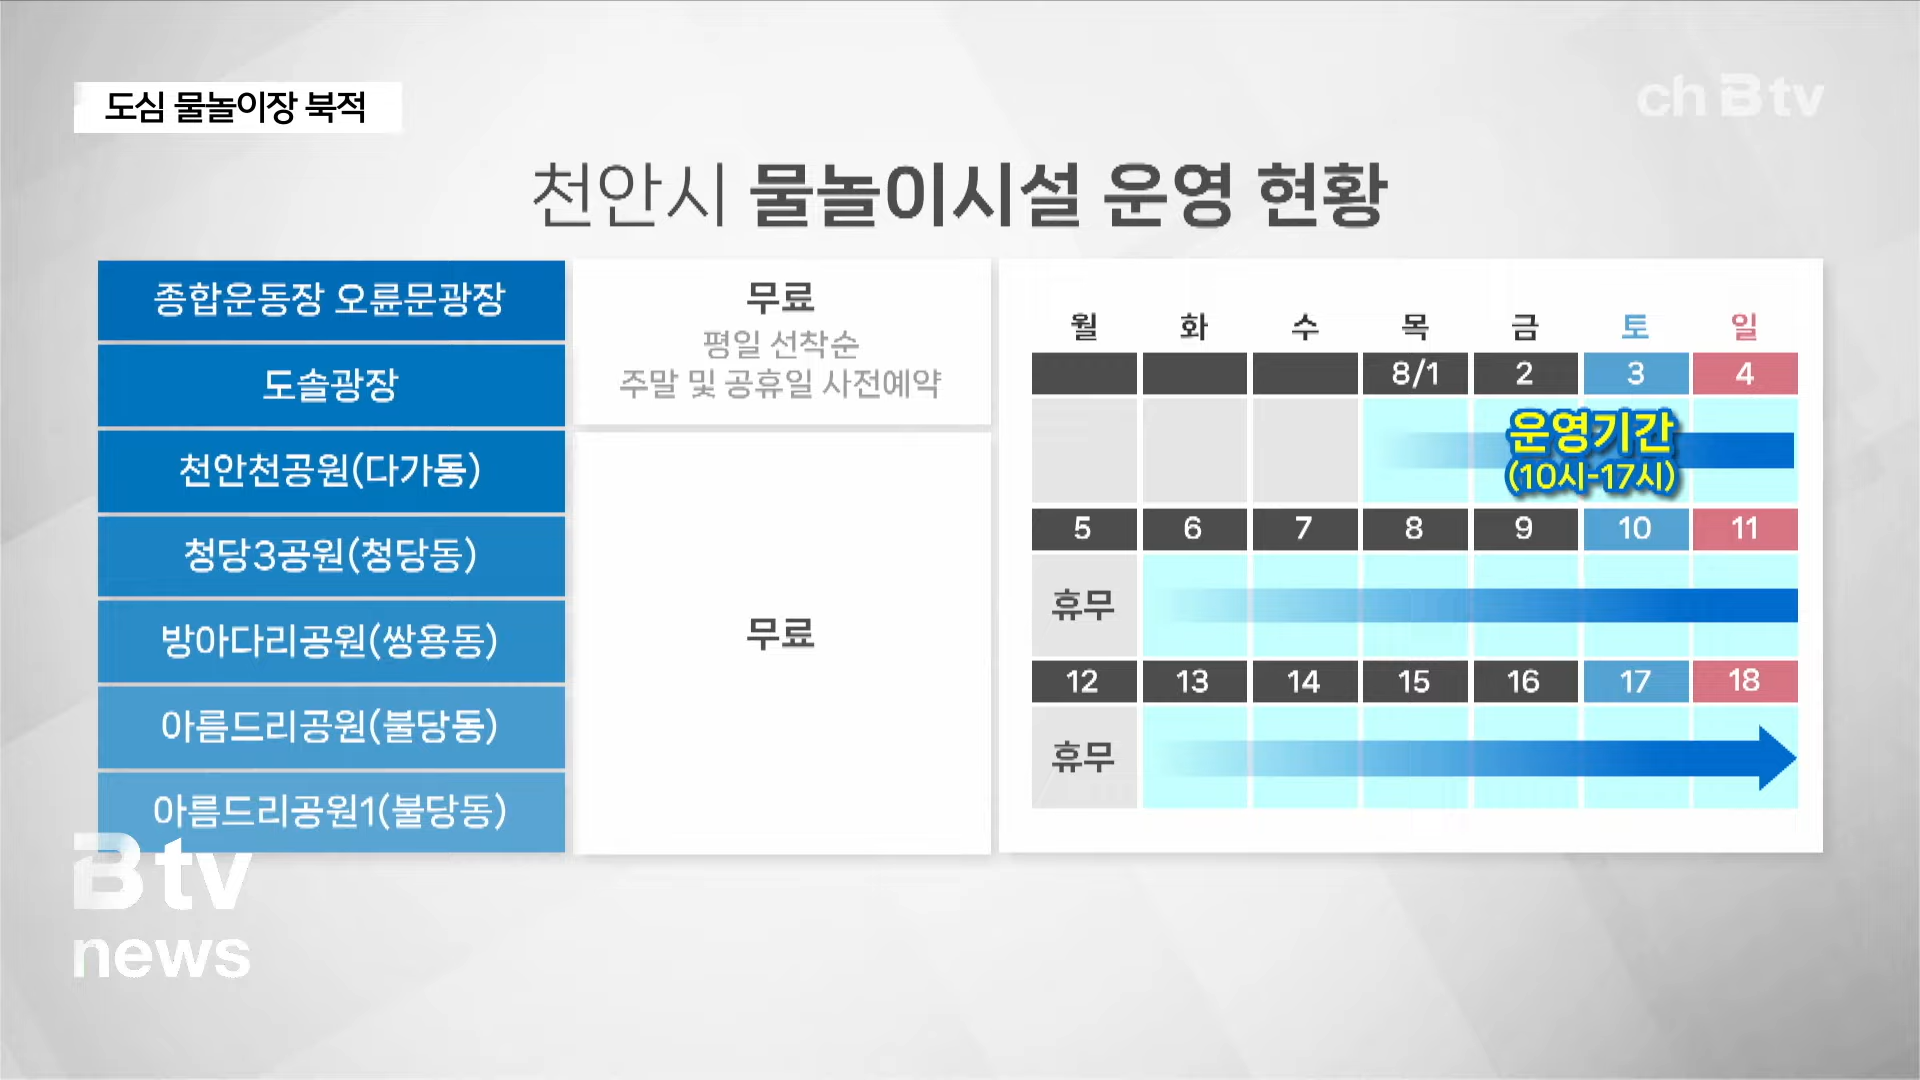 도심 물놀이장 북적
ch B tv
천안시 물놀이시설 운영 현황
종합운동장 오륜문광장
도솔광장
천안천공원(다가동)
청당3공원(청당동)
방아다리공원(쌍용동)
아름드리공원(불당동)
아름드리공원1(불당동)
무료
평일 선착순
주말 및 공휴일 사전예약
무료
월 화 수 목 금 토 일
8/1 2 3 4
운영기간
(10시-17시)
5 6 7 8 9 10 11
휴무
12 13 14 15 16 17 18
휴무
B tv
news